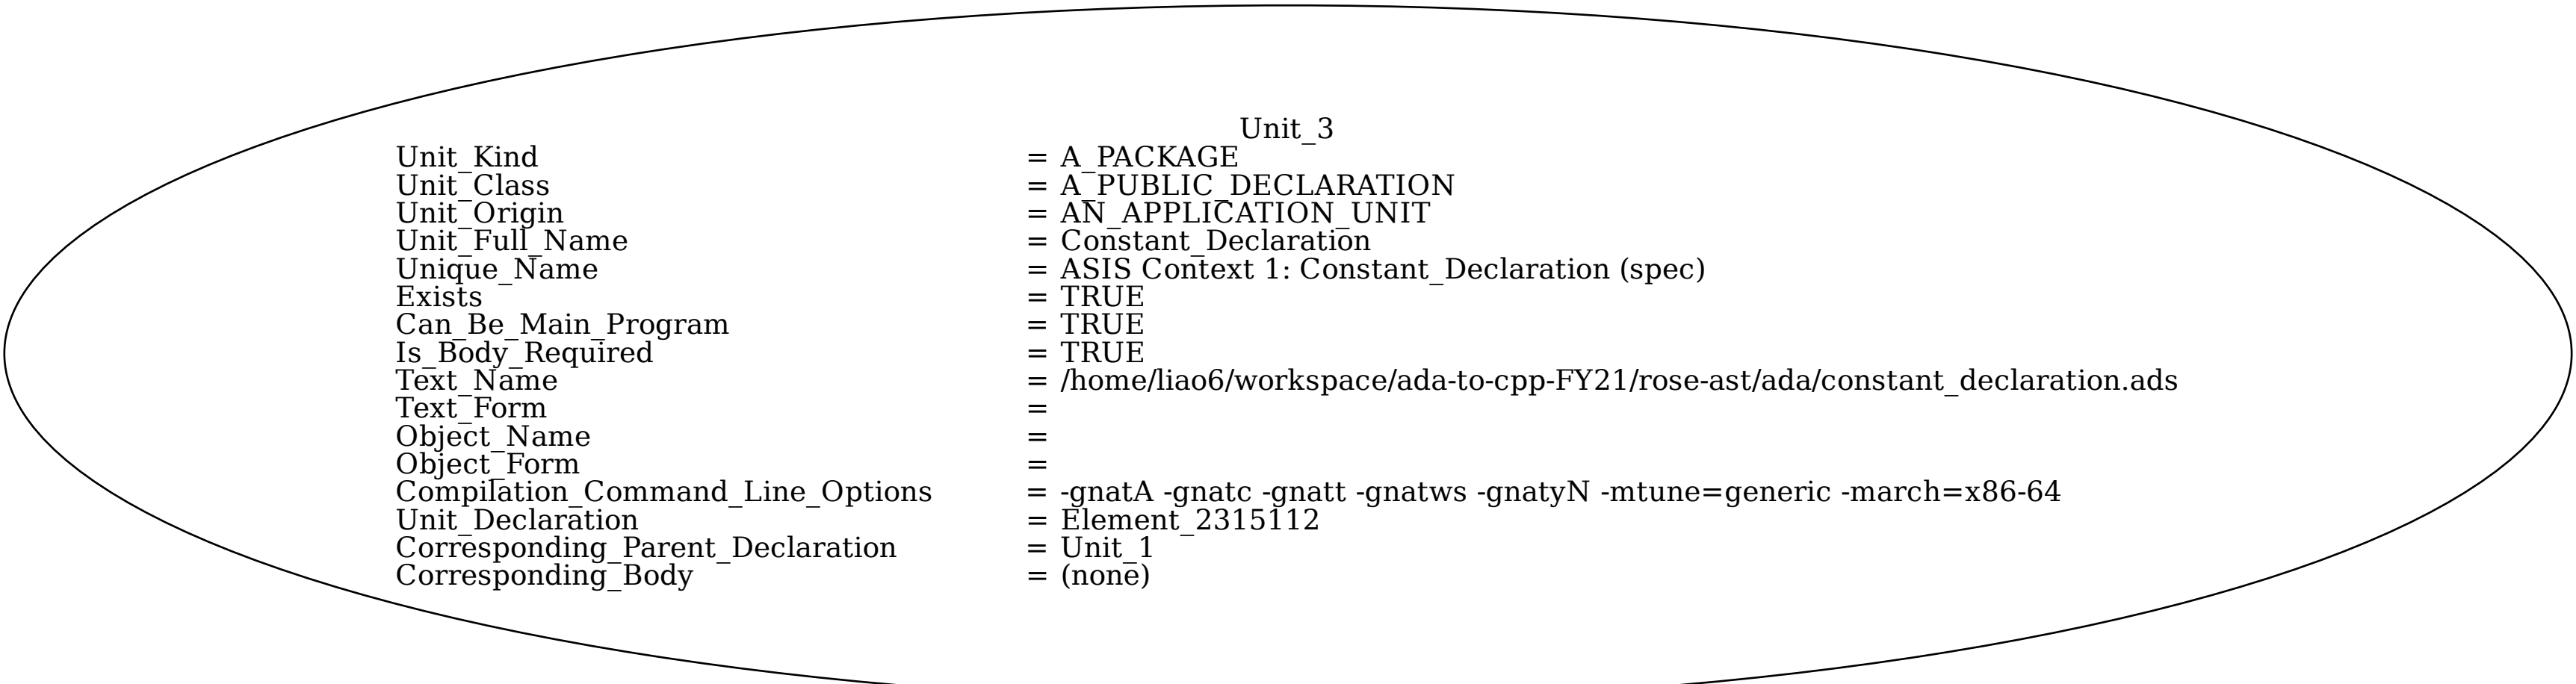 Unit_3
Unit_Kind = A_PACKAGE
Unit_Class = A_PUBLIC_DECLARATION
Unit_Origin = AN_APPLICATION_UNIT
Unit_Full_Name = Constant_Declaration
Unique_Name = ASIS Context 1: Constant_Declaration (spec)
Exists = TRUE
Can_Be_Main_Program = TRUE
Is_Body_Required = TRUE
Text_Name = /home/liao6/workspace/ada-to-cpp-FY21/rose-ast/ada/constant_declaration.ads
Text_Form =
Object_Name =
Object_Form =
Compilation_Command_Line_Options = -gnatA -gnatc -gnatt -gnatws -gnatyN -mtune=generic -march=x86-64
Unit_Declaration = Element_2315112
Corresponding_Parent_Declaration = Unit_1
Corresponding_Body = (none)